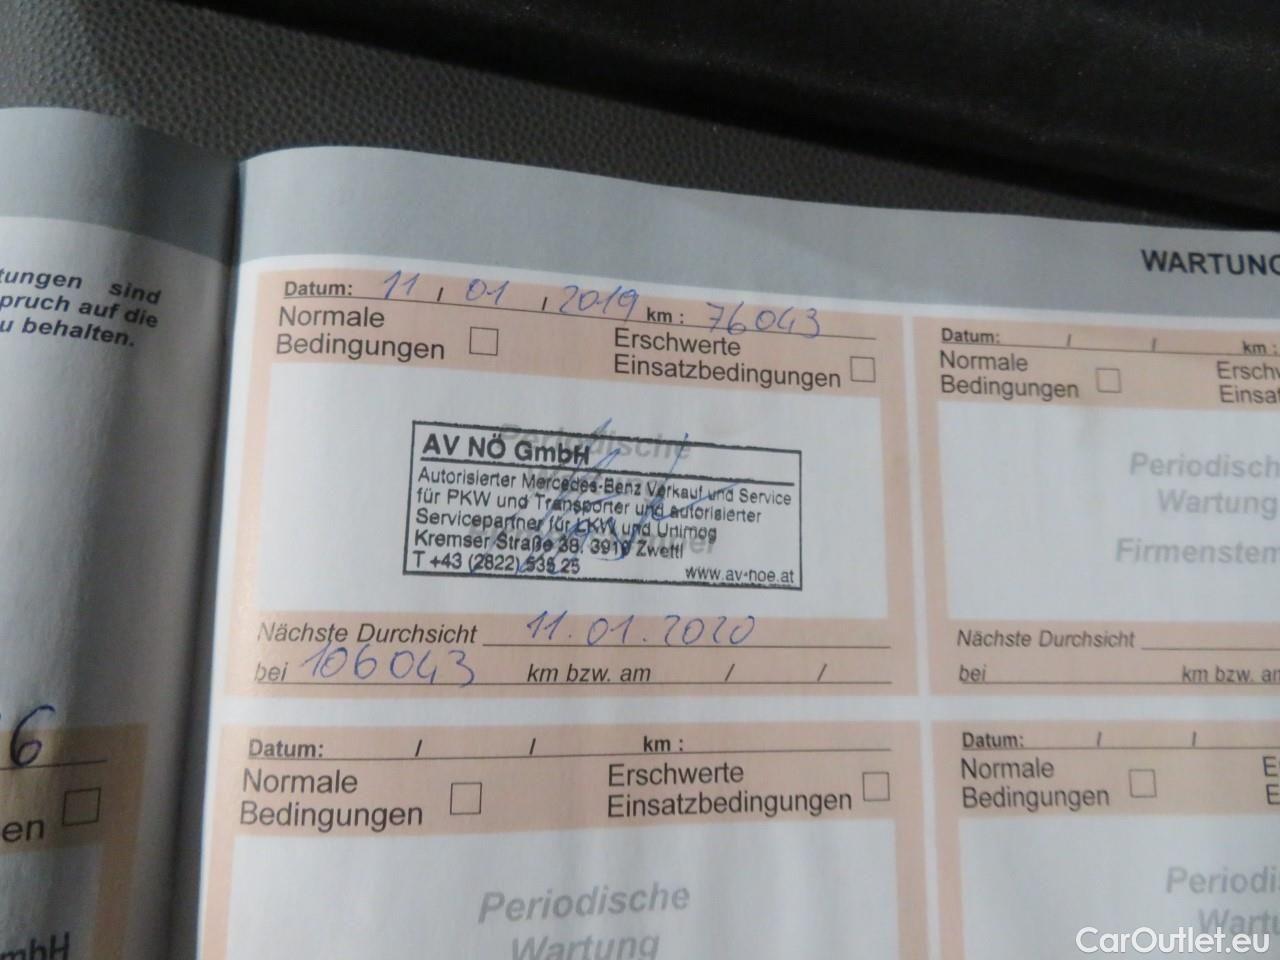 tungen sind
pruch auf die
u behalten.
6
en
mbH
WARTUNG
Datum: 11 / 01 / 2019 km : 76043
Normale
Bedingungen
Erschwerte
Einsatzbedingungen
Periodische
AV NÖ GmbH
Autorisierter Mercedes-Benz Verkauf und Service
für PKW und Transporter und autorisierter
Servicepartner für LKW und Unimog
Kremser Straße 38. 3910 Zwettl
T +43 (2822) 535 25
www.av-noe.at
Nächste Durchsicht 11.01.2020
bei 106043 km bzw. am / /
Datum: / / km :
Normale
Bedingungen
Erschw
Einsa
Periodisch
Wartung
Firmenstem
Nächste Durchsicht
bei km bzw. am
Datum: / / km :
Normale
Bedingungen
Erschwerte
Einsatzbedingungen
Periodische
Wartung
Datum: / /
Normale
Bedingungen
E
E
Periodi
Wartu
CarOutlet.eu